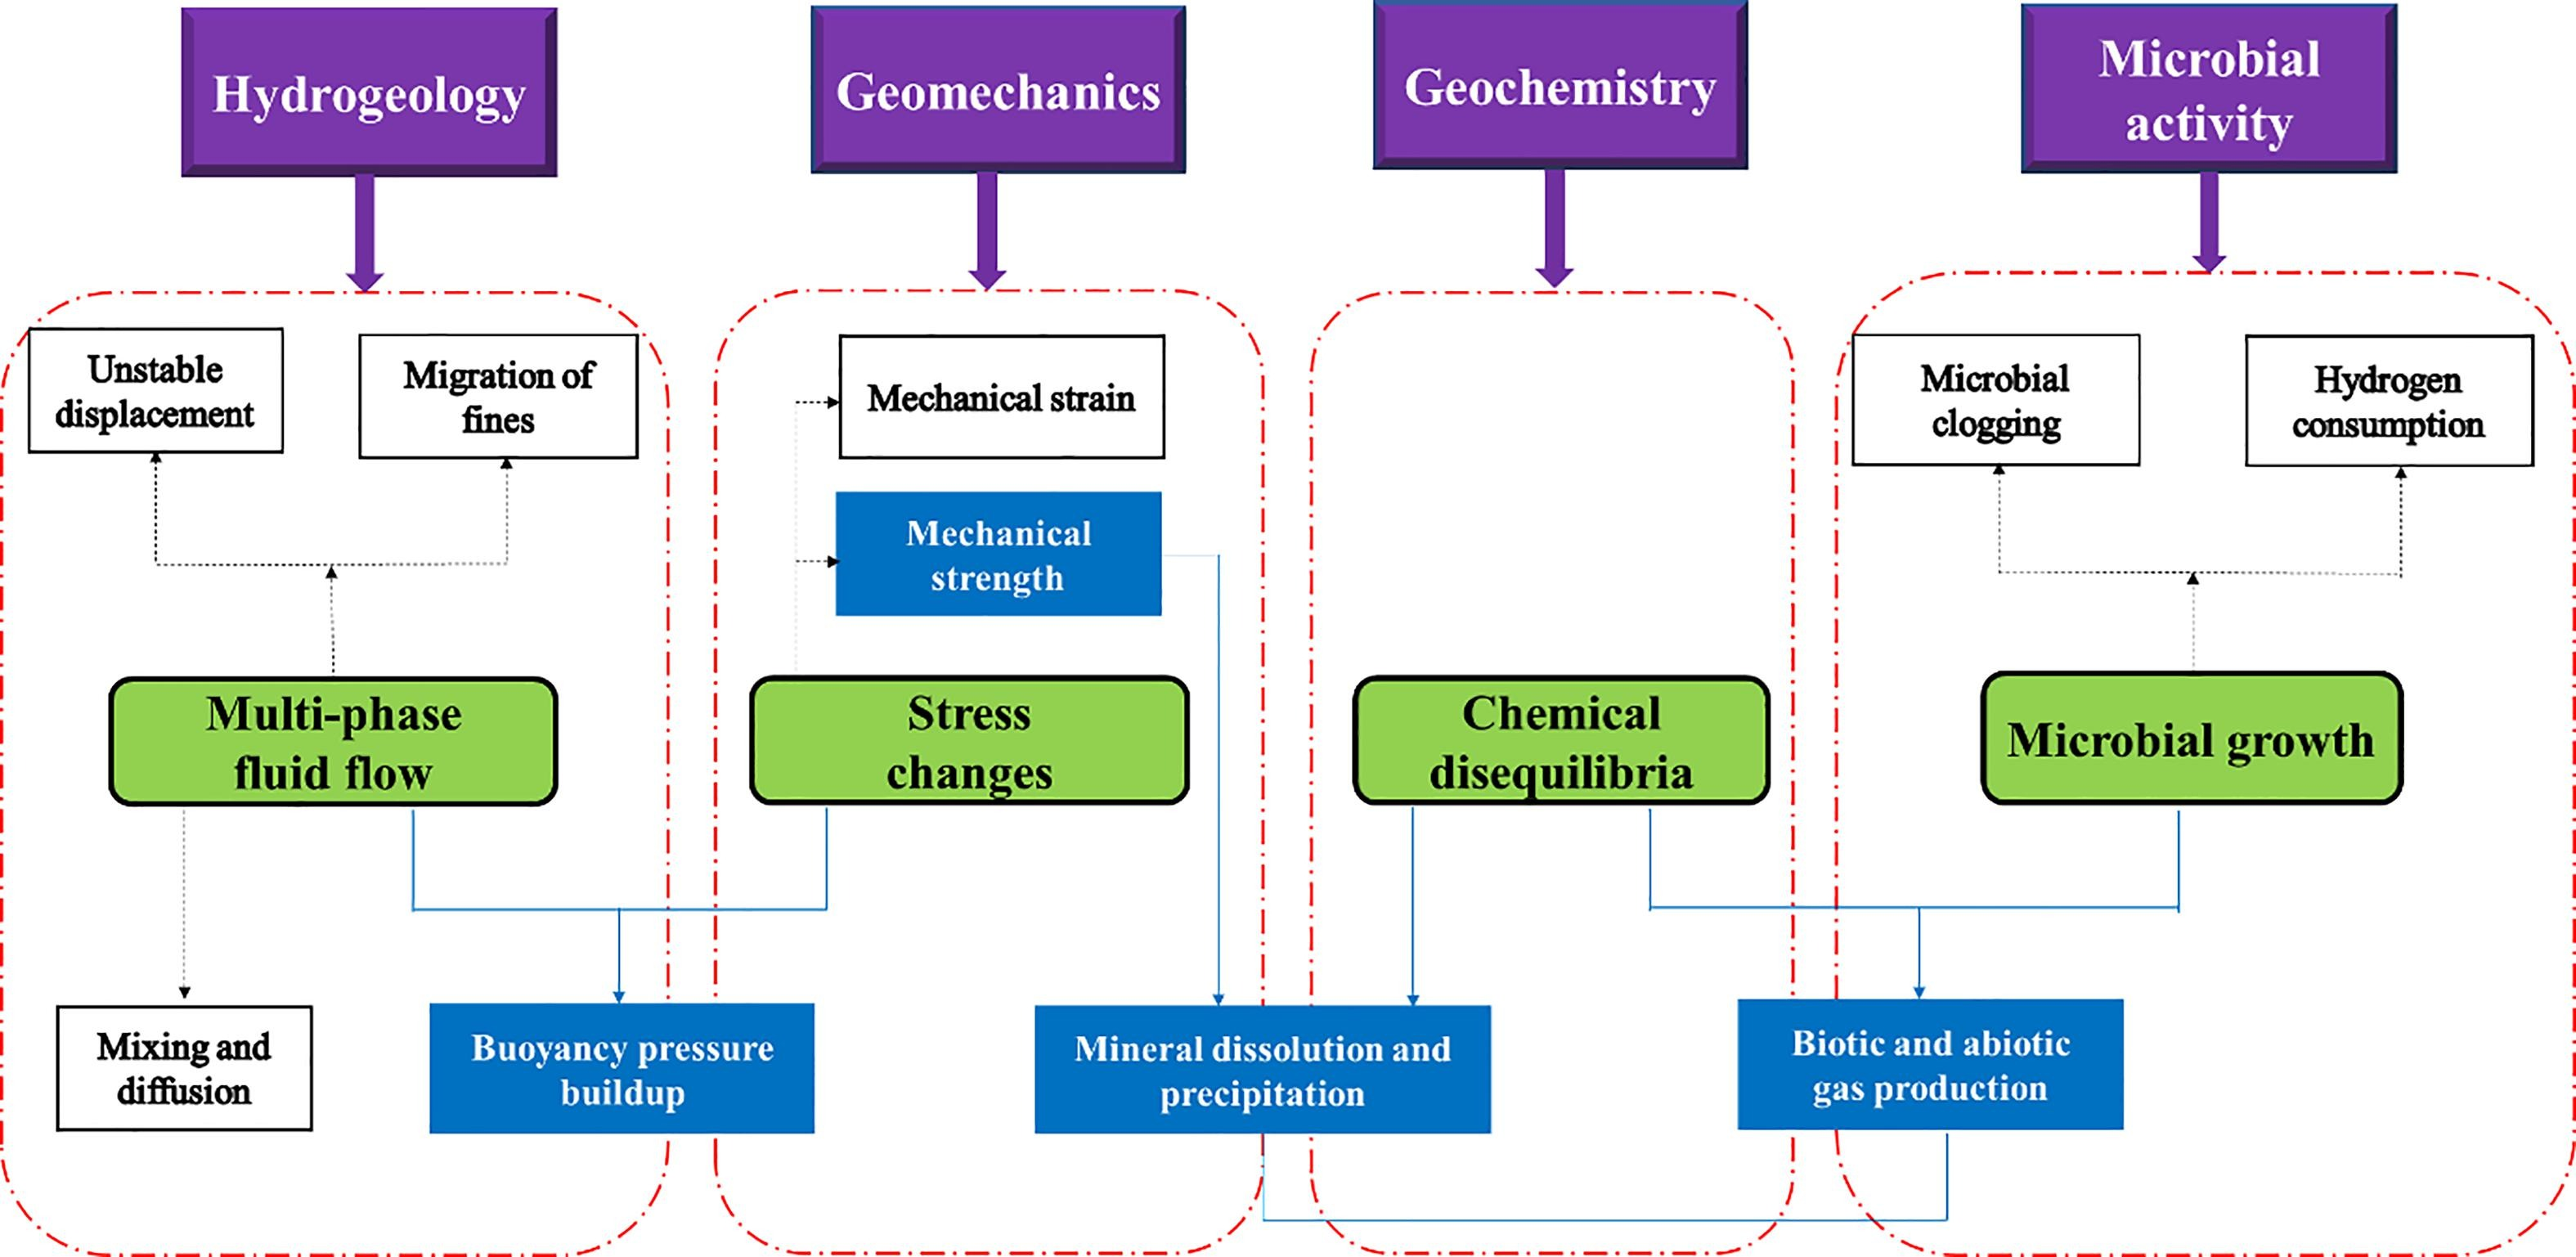 Hydrogeology
Geomechanics
Geochemistry
Microbial
activity
Unstable
displacement
Migration of
fines
Mechanical strain
Mechanical
strength
Microbial
clogging
Hydrogen
consumption
Multi-phase
fluid flow
Stress
changes
Chemical
disequilibria
Microbial growth
Mixing and
diffusion
Buoyancy pressure
buildup
Mineral dissolution and
precipitation
Biotic and abiotic
gas production